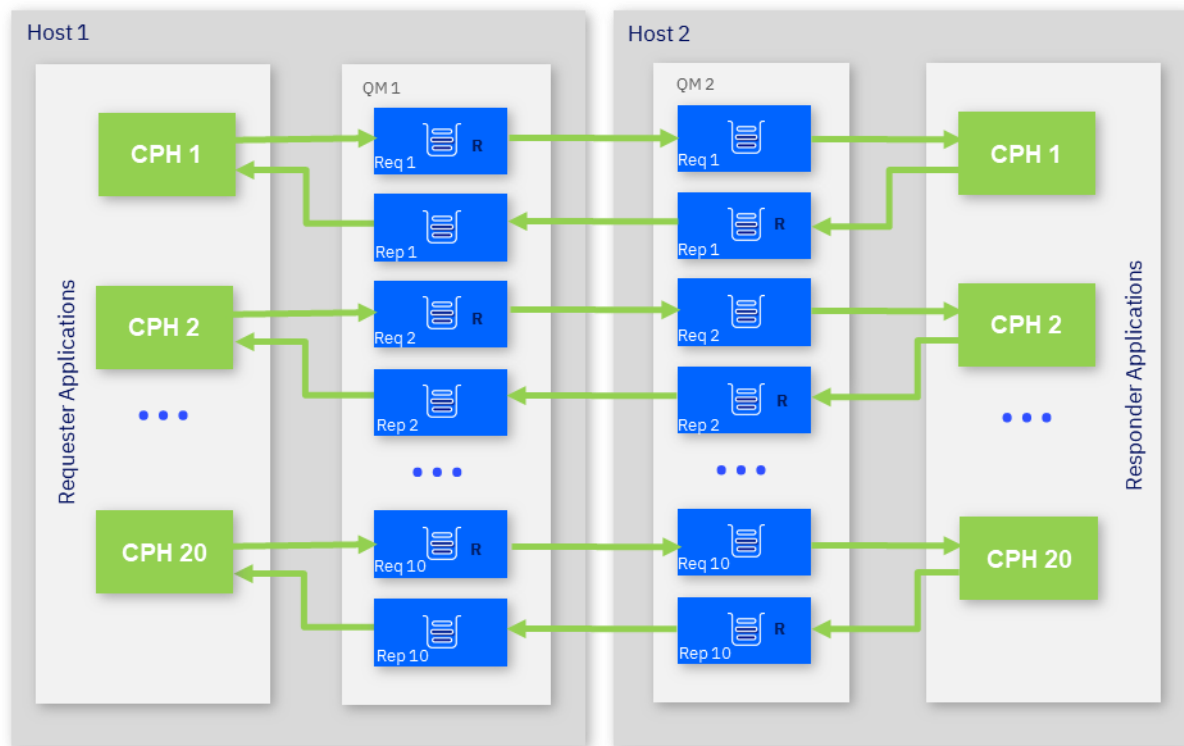 Host 1
Host 2
QM 1
QM 2
CPH 1
R
Req 1
Req 1
CPH 1
Rep 1
R
Rep 1
Requester Applications
Responder Applications
CPH 2
R
Req 2
Req 2
CPH 2
Rep 2
R
Rep 2
CPH 20
R
Req 10
Req 10
CPH 20
Rep 10
R
Rep 10